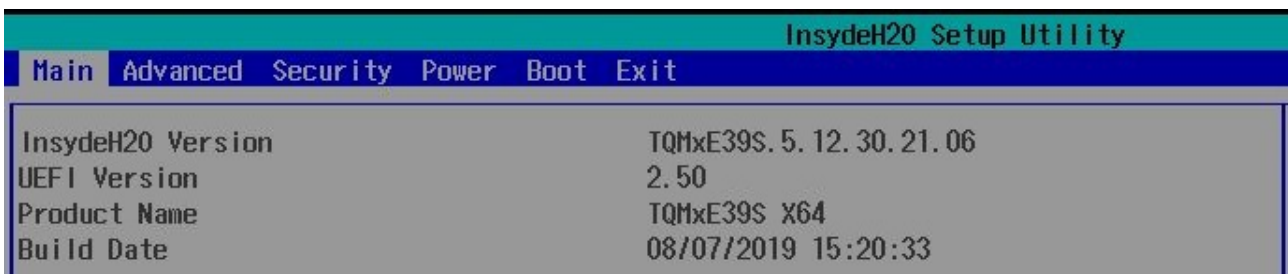 InsydeH20 Setup Utility
Main Advanced Security Power Boot Exit
InsydeH20 Version TQMxE39S.5.12.30.21.06
UEFI Version 2.50
Product Name TQMxE39S X64
Build Date 08/07/2019 15:20:33